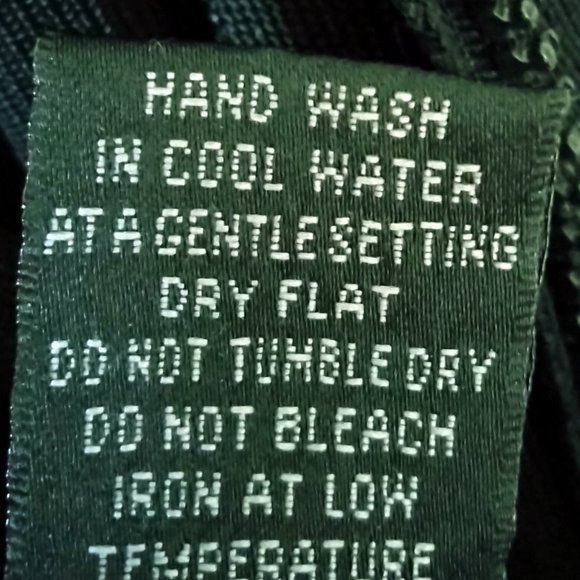 HAND WASH
IN COOL WATER
AT A GENTLE SETTING
DRY FLAT
DO NOT TUMBLE DRY
DO NOT BLEACH
IRON AT LOW
TEMPERATURE